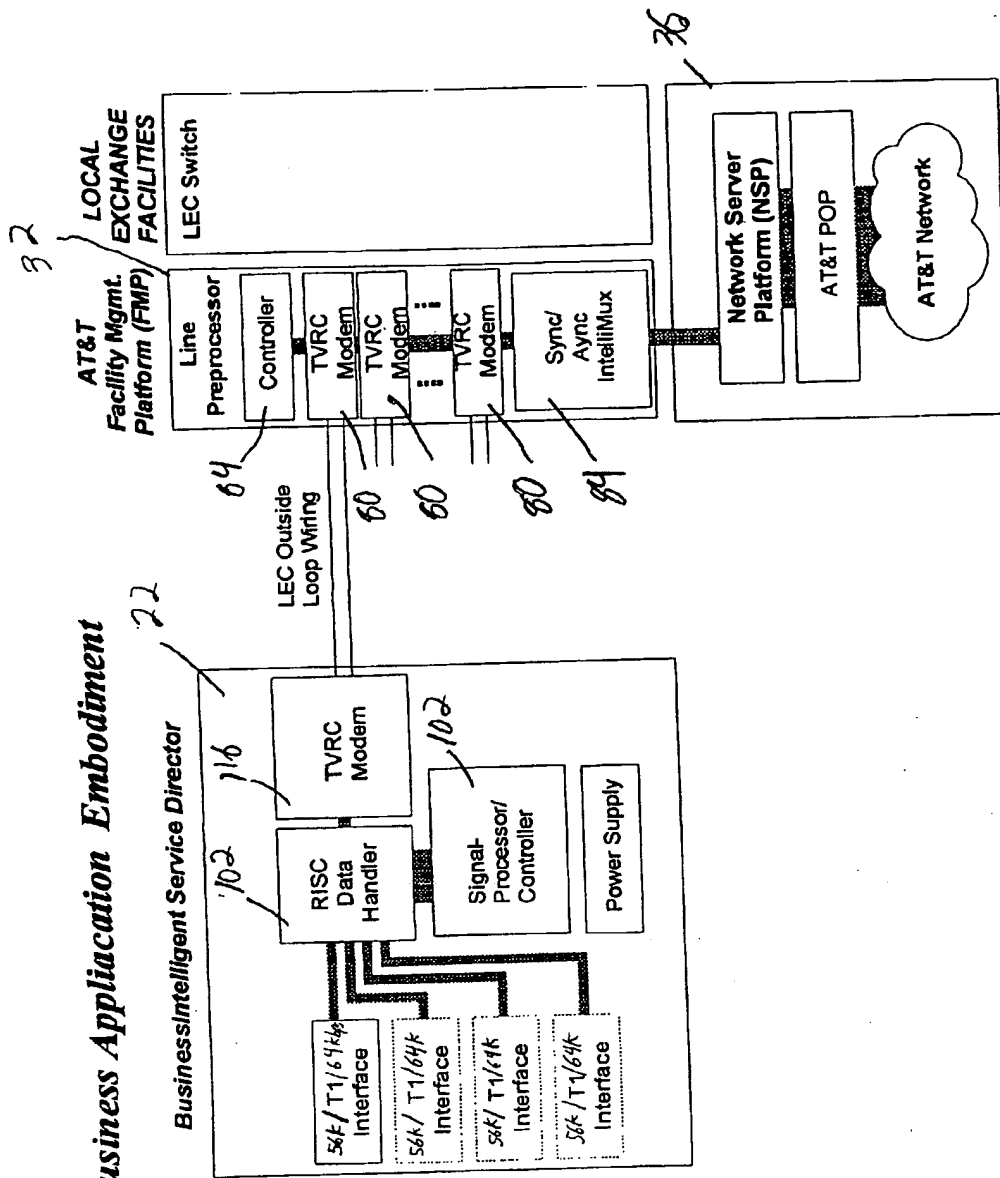 usiness Appliacation Embodiment
BusinessIntelligent Service Director
22
116
102
TVRC
Modem
RISC
Data
Handler
102
Signal-
Processor/
Controller
Power Supply
56k/T1/64kbps
Interface
56k/T1/64k
Interface
56k/T1/64k
Interface
56k/T1/64k
Interface
LEC Outside
Loop Wiring
32
AT&T
Facility Mgmt.
Platform (FMP)
LOCAL
EXCHANGE
FACILITIES
Line
Preprocessor
Controller
84
TVRC
Modem
TVRC
Modem
TVRC
Modem
80
80
80
Sync/
Aync
IntelliMux
84
LEC Switch
36
Network Server
Platform (NSP)
AT&T POP
AT&T Network